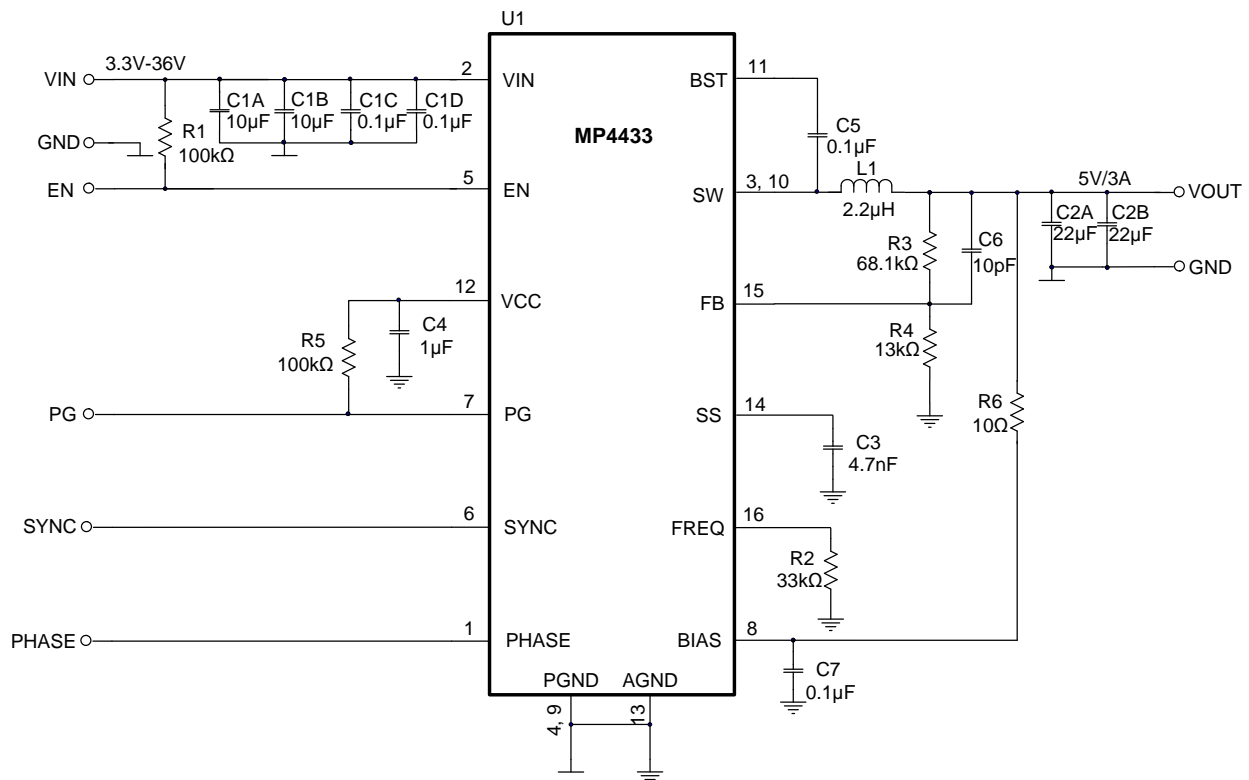 U1
VIN
3.3V-36V
2
VIN
BST
11
C1A
10µF
C1B
10µF
C1C
0.1µF
C1D
0.1µF
R1
100kΩ
GND
MP4433
C5
0.1µF
EN
5
EN
SW
3, 10
L1
2.2µH
5V/3A
VOUT
C2A
22µF
C2B
22µF
R3
68.1kΩ
C6
10pF
GND
12
VCC
FB
15
C4
1µF
R5
100kΩ
R4
13kΩ
PG
7
PG
SS
14
R6
10Ω
C3
4.7nF
SYNC
6
SYNC
FREQ
16
R2
33kΩ
PHASE
1
PHASE
BIAS
8
C7
0.1µF
PGND
AGND
4, 9
13